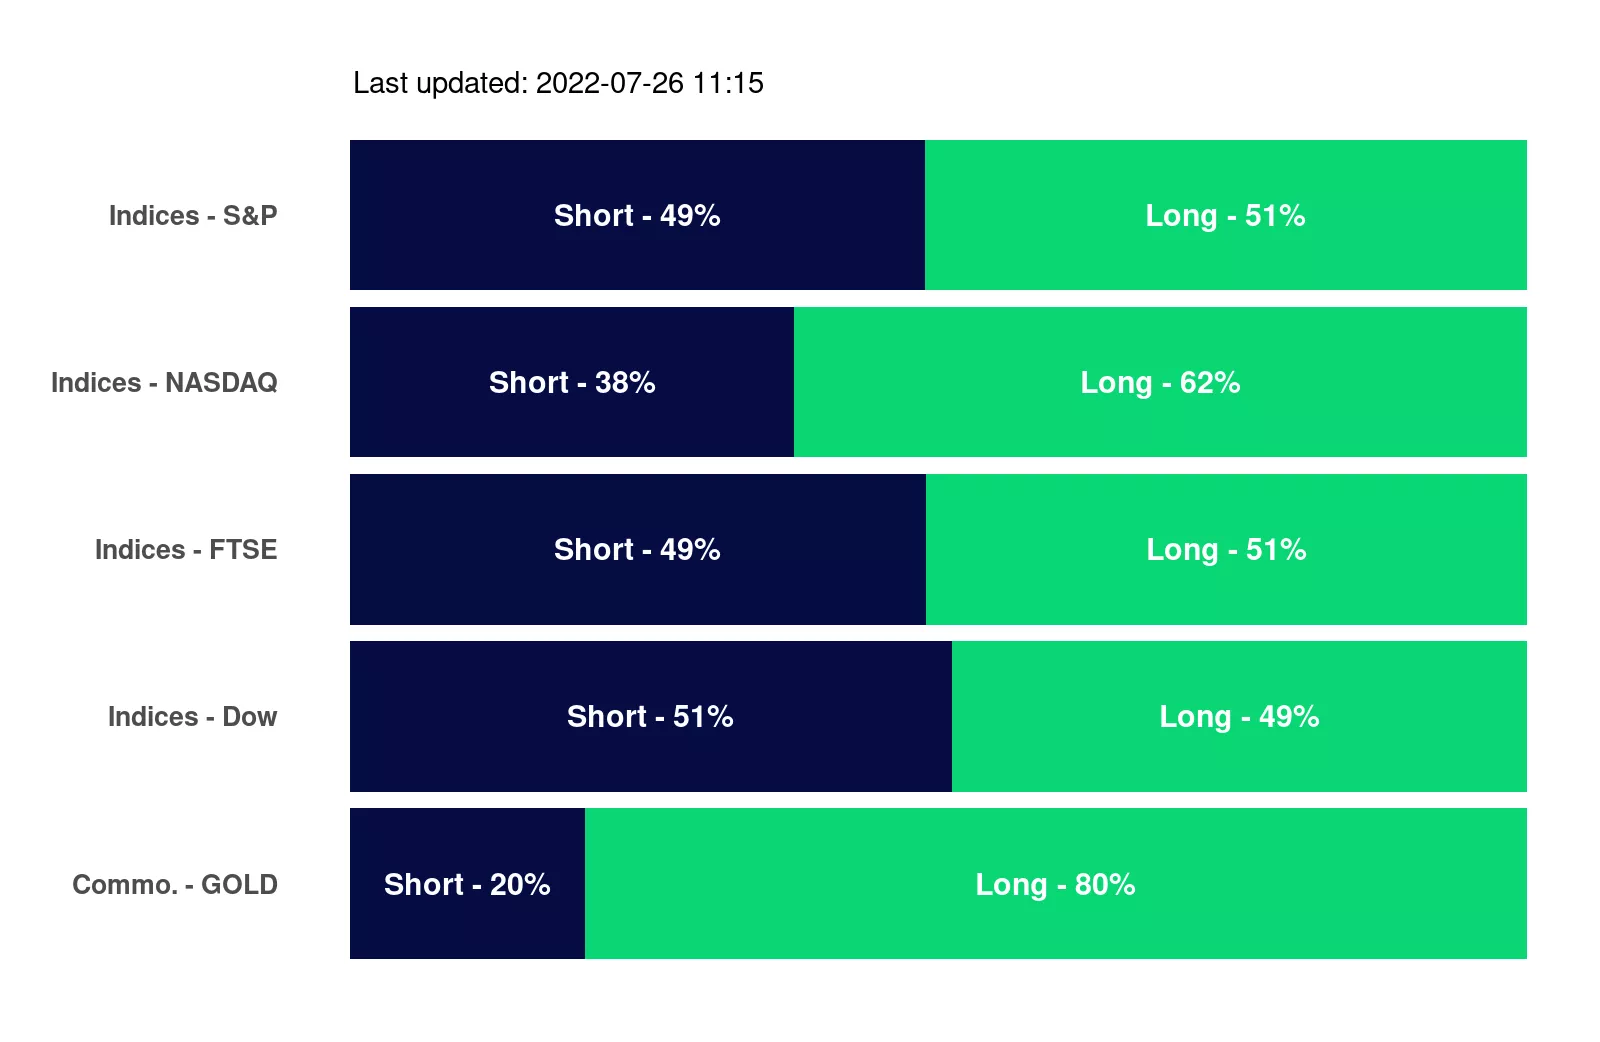 Last updated: 2022-07-26 11:15
Indices - S&P Short - 49% Long - 51%
Indices - NASDAQ Short - 38% Long - 62%
Indices - FTSE Short - 49% Long - 51%
Indices - Dow Short - 51% Long - 49%
Commo. - GOLD Short - 20% Long - 80%